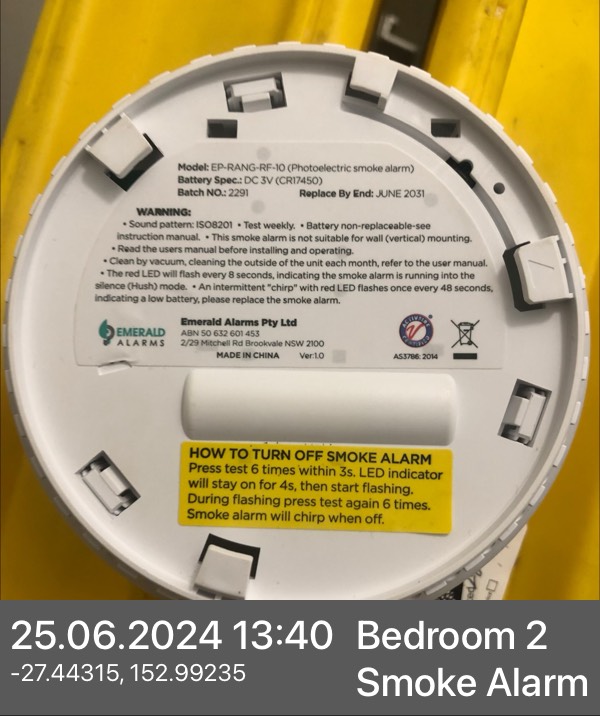 Model: EP-RANG-RF-10 (Photoelectric smoke alarm)
Battery Spec.: DC 3V (CR17450)
Batch NO.: 2291 Replace By End: JUNE 2031
WARNING:
• Sound pattern: ISO8201 • Test weekly. • Battery non-replaceable-see
instruction manual. • This smoke alarm is not suitable for wall (vertical) mounting.
• Read the users manual before installing and operating.
• Clean by vacuum, cleaning the outside of the unit each month, refer to the user manual.
• The red LED will flash every 8 seconds, indicating the smoke alarm is running into the
silence (Hush) mode. • An intermittent "chirp" with red LED flashes once every 48 seconds,
indicating a low battery, please replace the smoke alarm.
EMERALD
ALARMS
Emerald Alarms Pty Ltd
ABN 50 632 601 453
2/29 Mitchell Rd Brookvale NSW 2100
MADE IN CHINA Ver:1.0
AS3786: 2014
HOW TO TURN OFF SMOKE ALARM
Press test 6 times within 3s. LED indicator
will stay on for 4s, then start flashing.
During flashing press test again 6 times.
Smoke alarm will chirp when off.
25.06.2024 13:40
-27.44315, 152.99235
Bedroom 2
Smoke Alarm